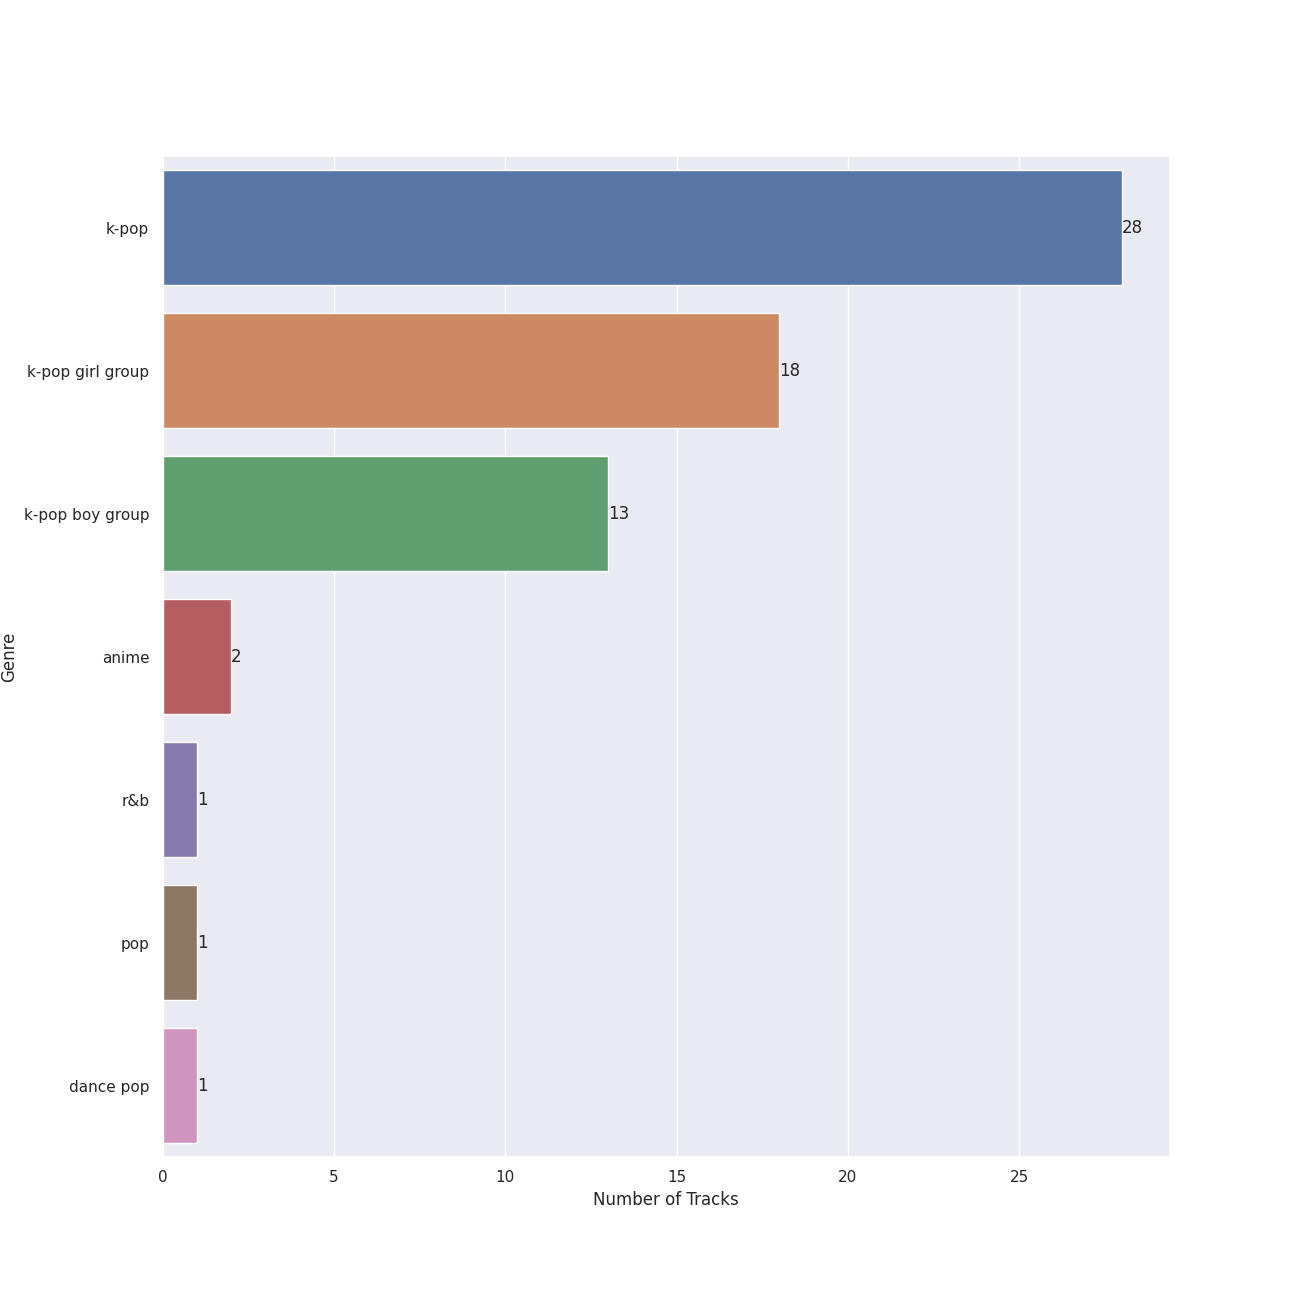 k-pop
28
k-pop girl group
18
k-pop boy group
13
anime
2
r&b
1
pop
1
dance pop
1
Genre
0 5 10 15 20 25
Number of Tracks